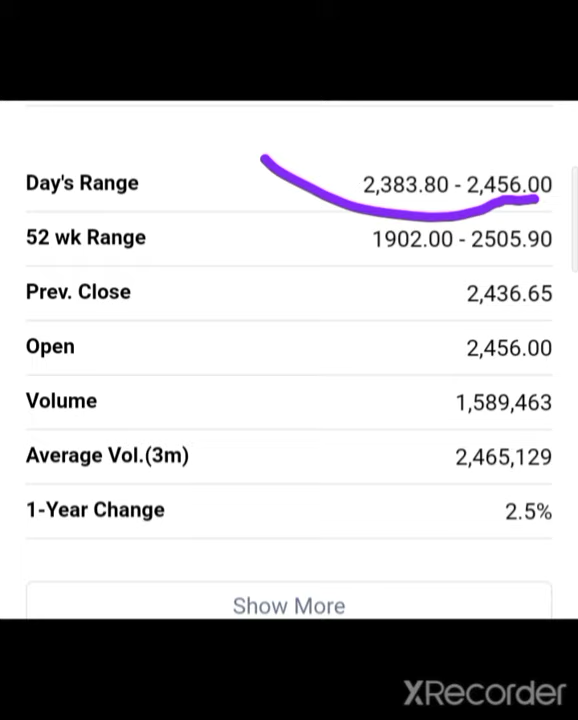 Day's Range 2,383.80 - 2,456.00
52 wk Range 1902.00 - 2505.90
Prev. Close 2,436.65
Open 2,456.00
Volume 1,589,463
Average Vol.(3m) 2,465,129
1-Year Change 2.5%
Show More
XRecorder